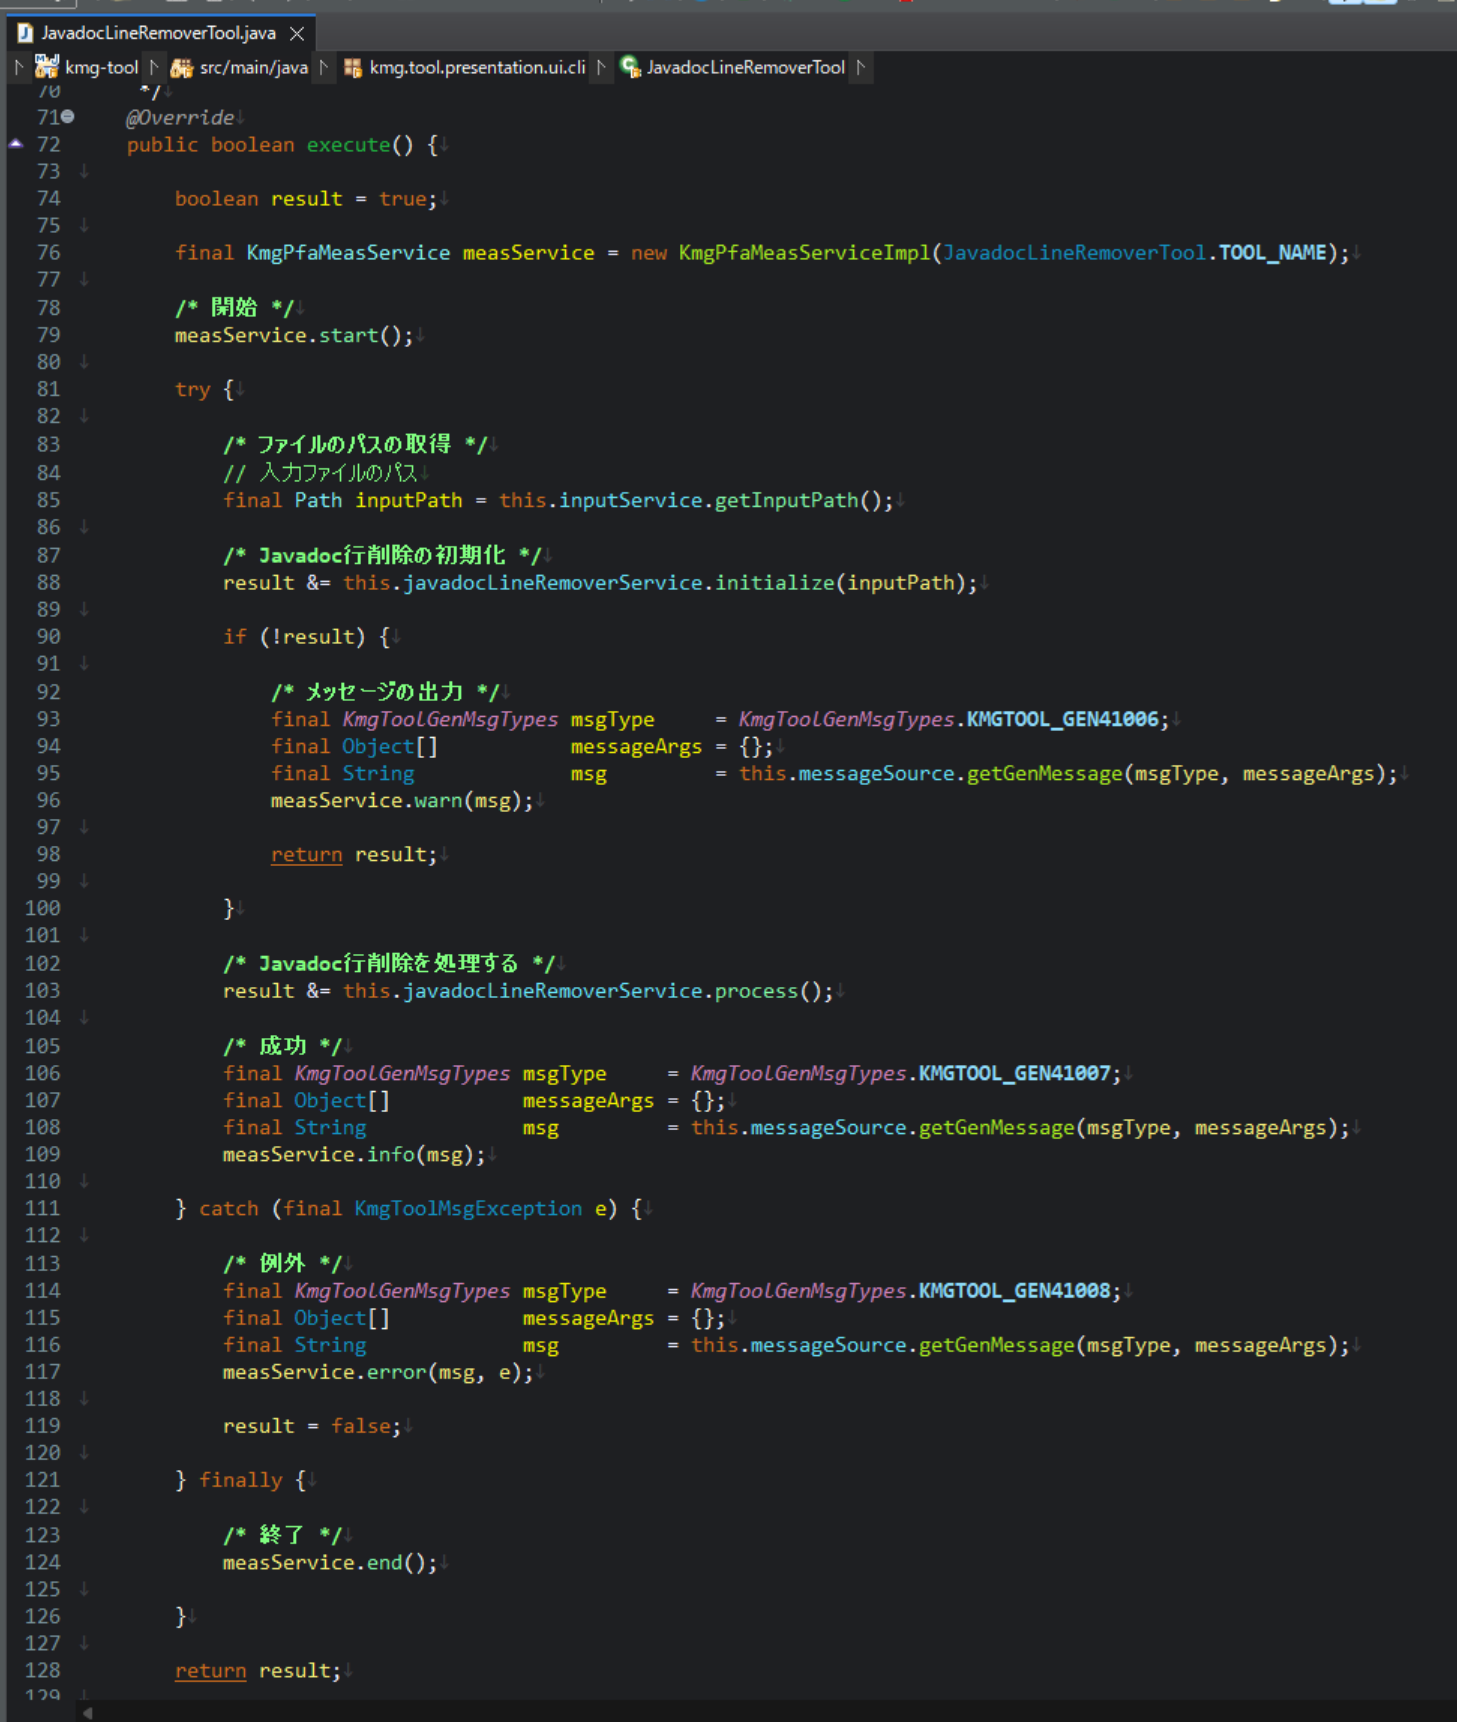 JavadocLineRemoverTool.java
kmg-tool src/main/java kmg.tool.presentation.ui.cli JavadocLineRemoverTool
70 */
71 @Override
72 public boolean execute() {
73
74 boolean result = true;
75
76 final KmgPfaMeasService measService = new KmgPfaMeasServiceImpl(JavadocLineRemoverTool.TOOL_NAME);
77
78 /* 開始 */
79 measService.start();
80
81 try {
82
83 /* ファイルのパスの取得 */
84 // 入力ファイルのパス
85 final Path inputPath = this.inputService.getInputPath();
86
87 /* Javadoc行削除の初期化 */
88 result &= this.javadocLineRemoverService.initialize(inputPath);
89
90 if (!result) {
91
92 /* メッセージの出力 */
93 final KmgToolGenMsgTypes msgType = KmgToolGenMsgTypes.KMGTOOL_GEN41006;
94 final Object[] messageArgs = {};
95 final String msg = this.messageSource.getGenMessage(msgType, messageArgs);
96 measService.warn(msg);
97
98 return result;
99
100 }
101
102 /* Javadoc行削除を処理する */
103 result &= this.javadocLineRemoverService.process();
104
105 /* 成功 */
106 final KmgToolGenMsgTypes msgType = KmgToolGenMsgTypes.KMGTOOL_GEN41007;
107 final Object[] messageArgs = {};
108 final String msg = this.messageSource.getGenMessage(msgType, messageArgs);
109 measService.info(msg);
110
111 } catch (final KmgToolMsgException e) {
112
113 /* 例外 */
114 final KmgToolGenMsgTypes msgType = KmgToolGenMsgTypes.KMGTOOL_GEN41008;
115 final Object[] messageArgs = {};
116 final String msg = this.messageSource.getGenMessage(msgType, messageArgs);
117 measService.error(msg, e);
118
119 result = false;
120
121 } finally {
122
123 /* 終了 */
124 measService.end();
125
126 }
127
128 return result;
129